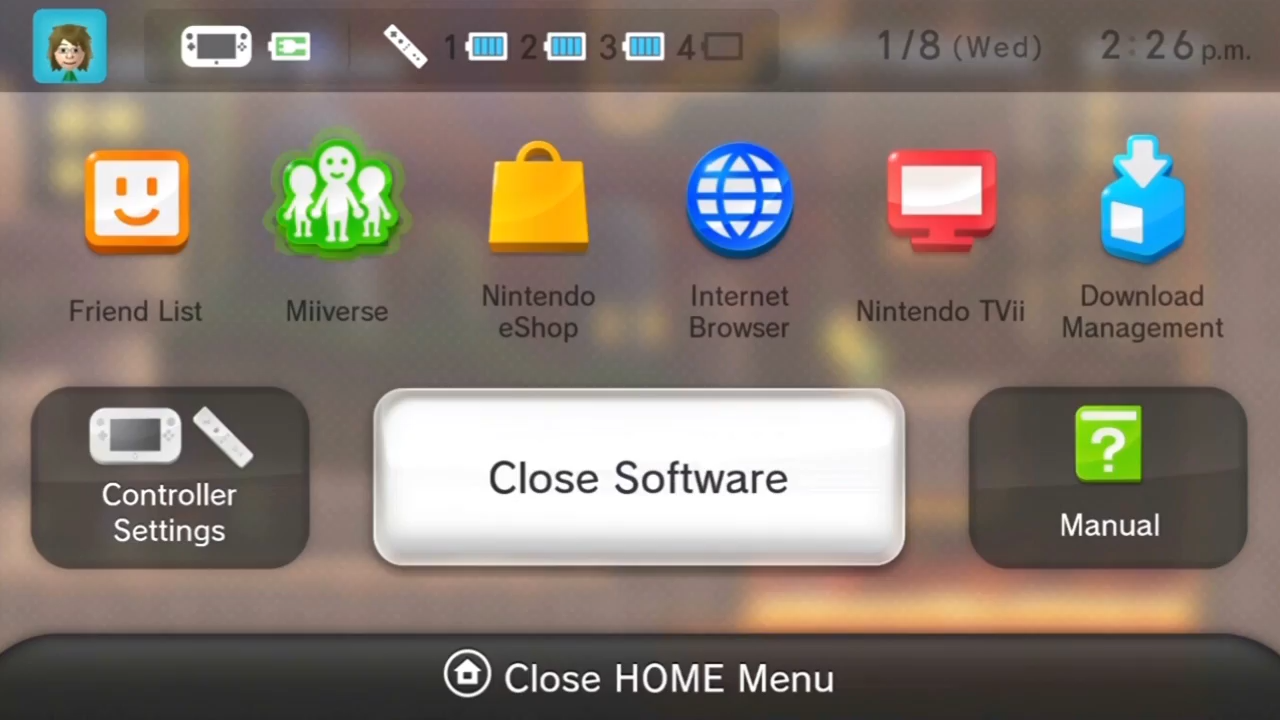 1 2 3 4 1/8 (Wed) 2:26 p.m.
Friend List
Miiverse
Nintendo
eShop
Internet
Browser
Nintendo TVii
Download
Management
Controller
Settings
Close Software
?
Manual
Close HOME Menu